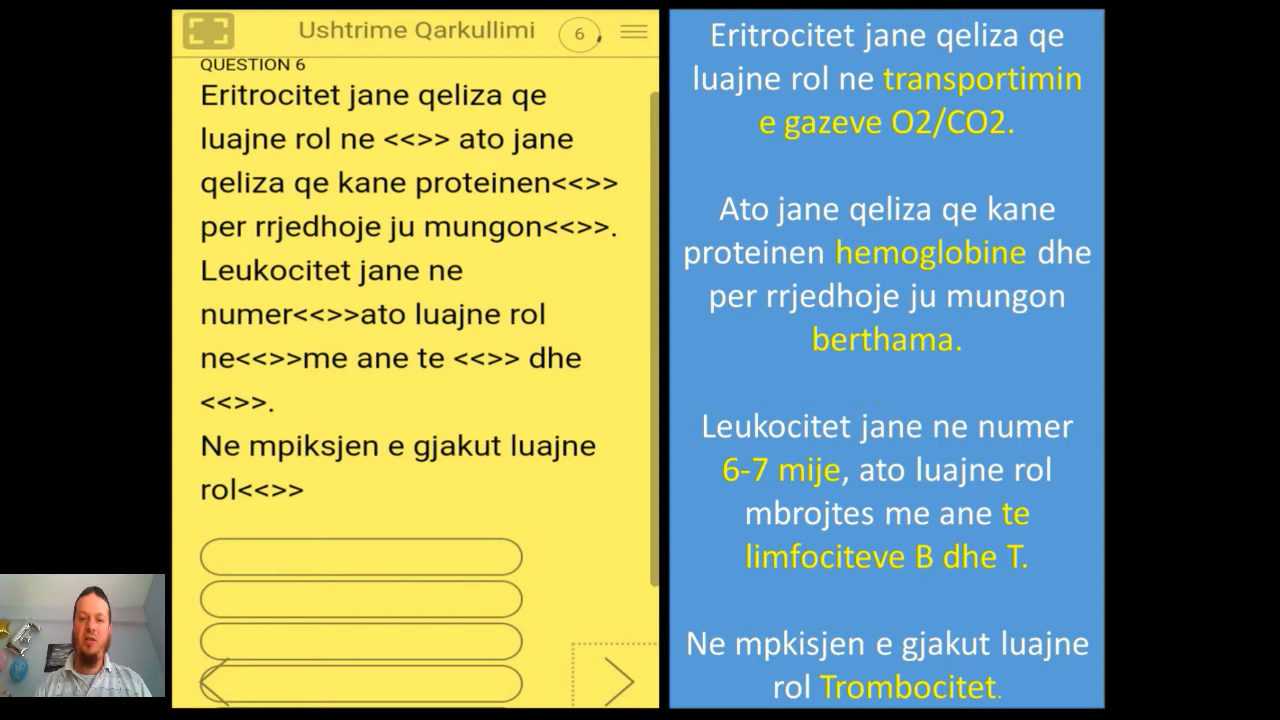 Ushtrime Qarkullimi
6
QUESTION 6
Eritrocitet jane qeliza qe
luajne rol ne <<>> ato jane
qeliza qe kane proteinen<<>>
per rrjedhoje ju mungon<<>>.
Leukocitet jane ne
numer<<>>ato luajne rol
ne<<>>me ane te <<>> dhe
<<>>.
Ne mpiksjen e gjakut luajne
rol<<>>
Eritrocitet jane qeliza qe
luajne rol ne transportimin
e gazeve O2/CO2.
Ato jane qeliza qe kane
proteinen hemoglobine dhe
per rrjedhoje ju mungon
berthama.
Leukocitet jane ne numer
6-7 mije, ato luajne rol
mbrojtes me ane te
limfociteve B dhe T.
Ne mpkisjen e gjakut luajne
rol Trombocitet.